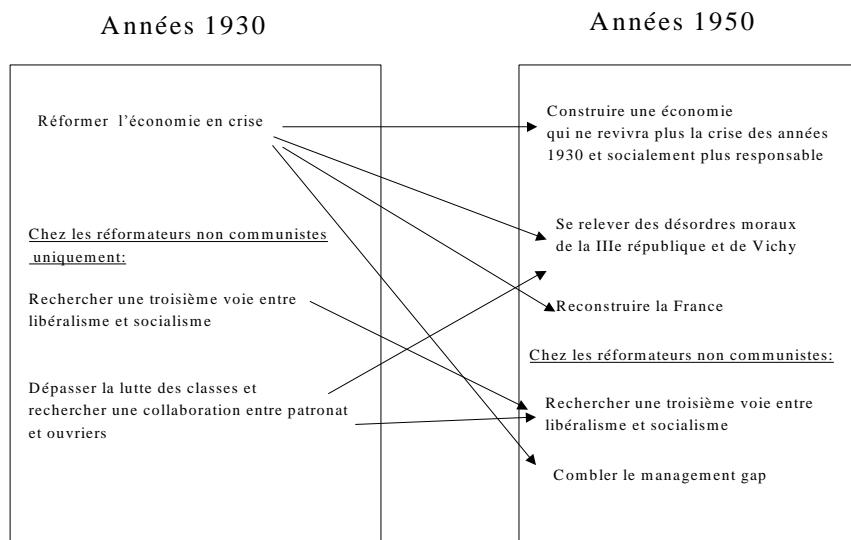 Années 1930
Réformer l'économie en crise
Chez les réformateurs non communistes
uniquement:
Rechercher une troisième voie entre
libéralisme et socialisme
Dépasser la lutte des classes et
rechercher une collaboration entre patronat
et ouvriers
Années 1950
Construire une économie
qui ne revivra plus la crise des années
1930 et socialement plus responsable
Se relever des désordres moraux
de la IIIe république et de Vichy
Reconstruire la France
Chez les réformateurs non communistes:
Rechercher une troisième voie entre
libéralisme et socialisme
Combler le management gap